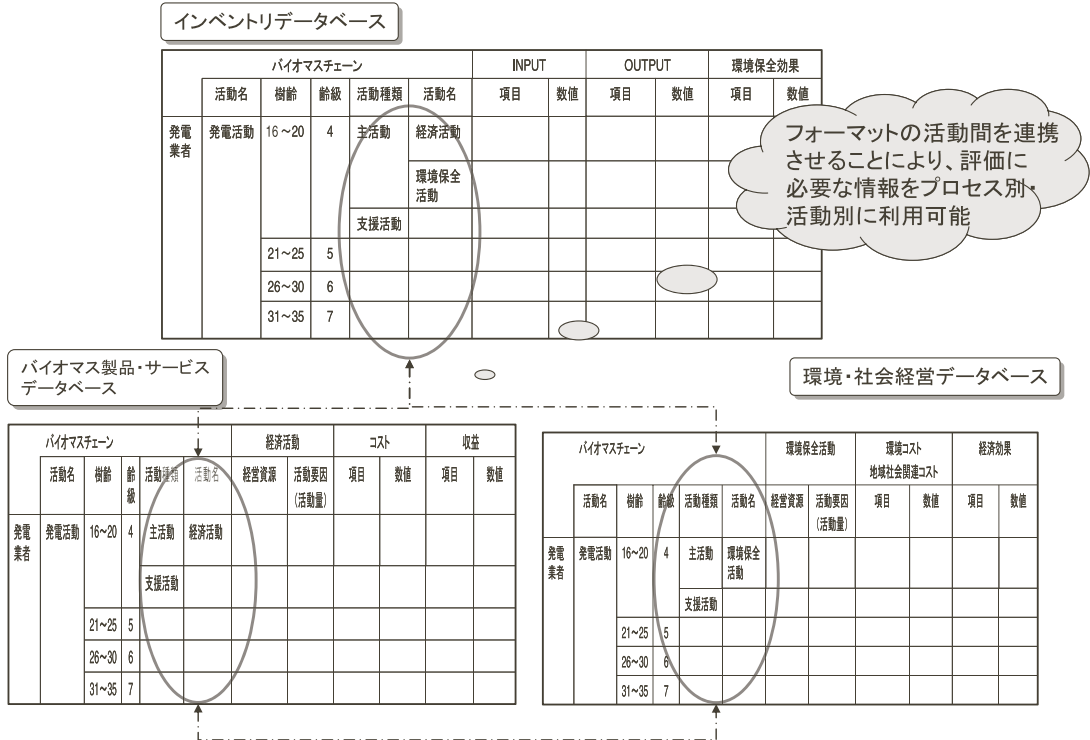 インベントリデータベース
バイオマスチェーン INPUT OUTPUT 環境保全効果
活動名 樹齢 齢級 活動種類 活動名 項目 数値 項目 数値 項目 数値
発電業者 発電活動 16～20 4 主活動 経済活動
環境保全活動
支援活動
21～25 5
26～30 6
31～35 7
フォーマットの活動間を連携
させることにより、評価に
必要な情報をプロセス別・
活動別に利用可能
バイオマス製品・サービス
データベース
バイオマスチェーン 経済活動 コスト 収益
活動名 樹齢 齢級 活動種類 活動名 経営資源 活動要因(活動量) 項目 数値 項目 数値
発電業者 発電活動 16～20 4 主活動 経済活動
支援活動
21～25 5
26～30 6
31～35 7
環境・社会経営データベース
バイオマスチェーン 環境保全活動 環境コスト 経済効果
地域社会関連コスト
活動名 樹齢 齢級 活動種類 活動名 経営資源 活動要因(活動量) 項目 数値 項目 数値
発電業者 発電活動 16～20 4 主活動 環境保全活動
支援活動
21～25 5
26～30 6
31～35 7